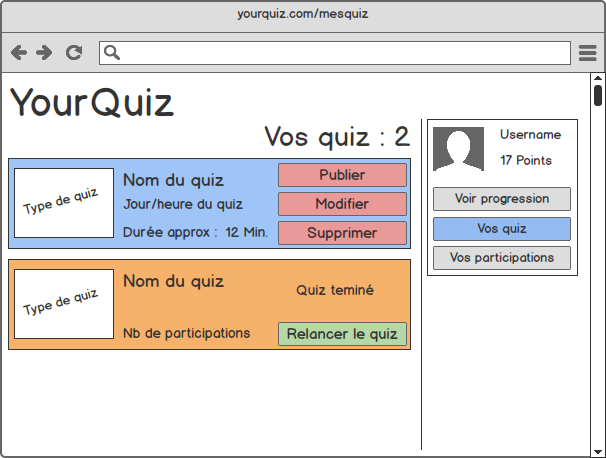 yourquiz.com/mesquiz
YourQuiz
Vos quiz : 2
Type de quiz
Nom du quiz
Jour/heure du quiz
Durée approx : 12 Min.
Publier
Modifier
Supprimer
Type de quiz
Nom du quiz
Nb de participations
Quiz teminé
Relancer le quiz
Username
17 Points
Voir progression
Vos quiz
Vos participations